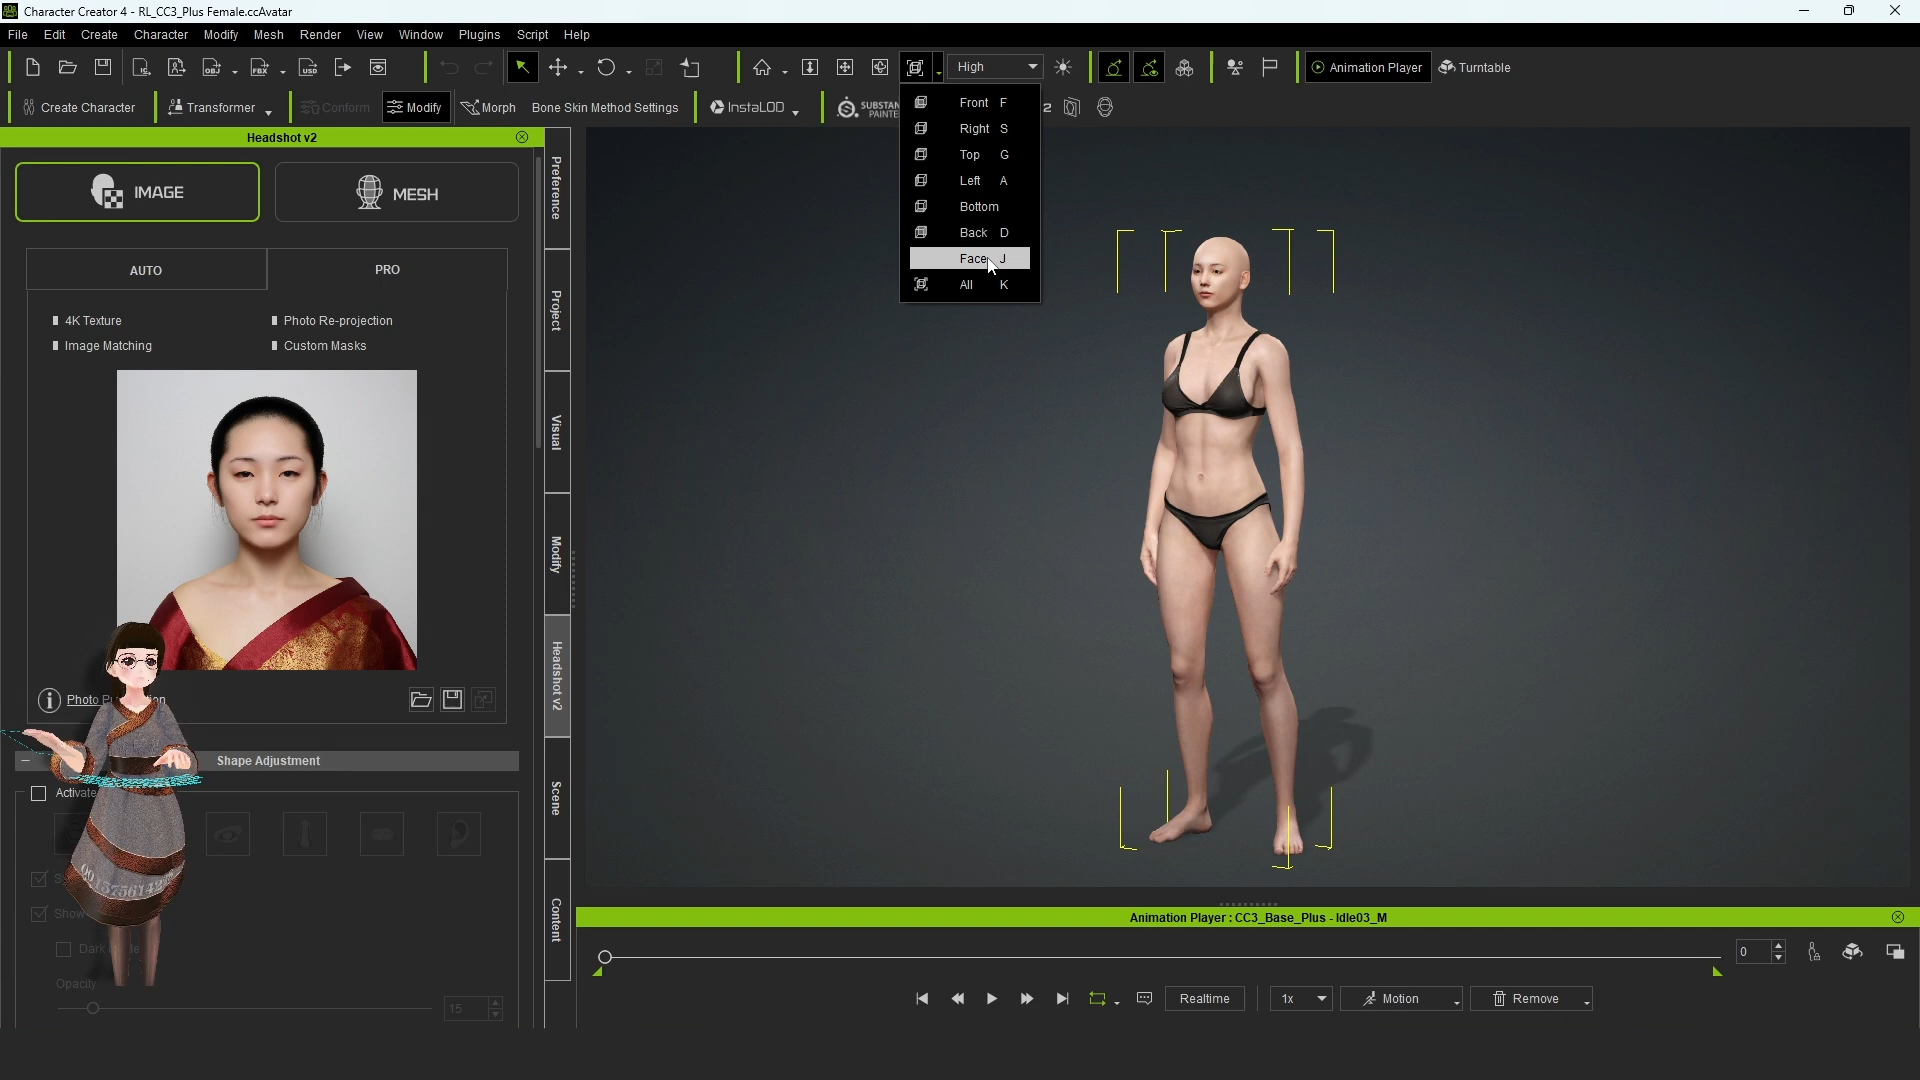 Character Creator 4 - RL_CC3_Plus Female.ccAvatar
File Edit Create Character Modify Mesh Render View Window Plugins Script Help
High
Animation Player
Turntable
Create Character
Transformer
Conform
Modify
Morph
Bone Skin Method Settings
InstaLOD
2
Front F
Right S
Top G
Left A
Bottom
Back D
Face J
All K
Headshot v2
IMAGE
MESH
AUTO
PRO
4K Texture
Photo Re-projection
Image Matching
Custom Masks
Shape Adjustment
Opacity
15
Preference
Project
Visual
Modify
Headshot v2
Scene
Content
Animation Player : CC3_Base_Plus - Idle03_M
0
Realtime
1x
Motion
Remove